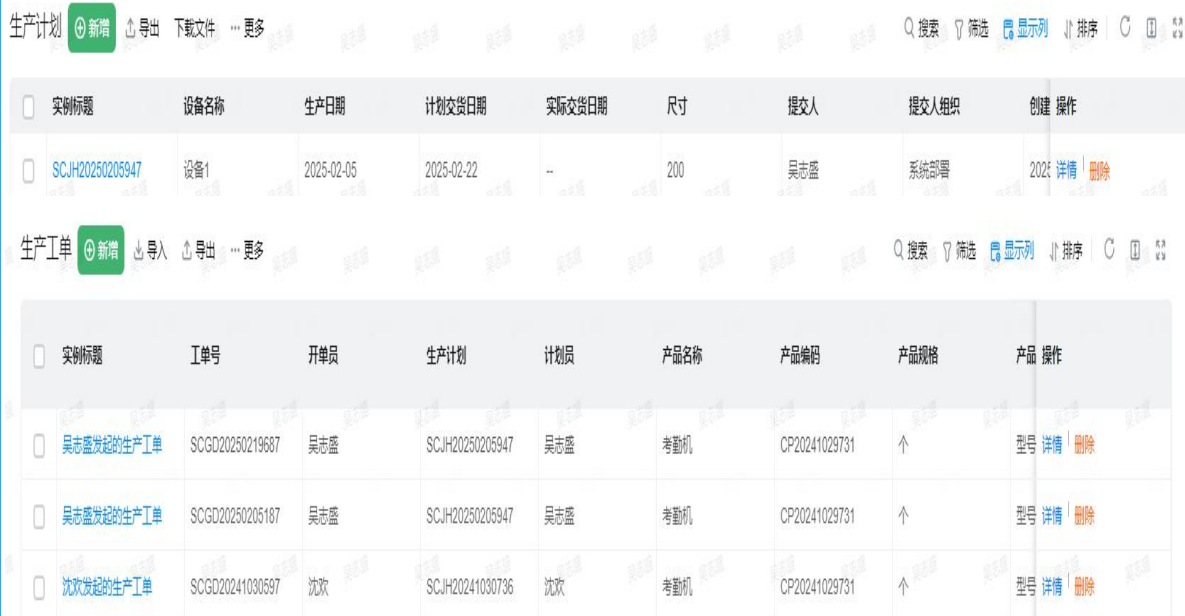 生产计划 新增 导出 下载文件 ··· 更多 搜索 筛选 显示列 排序
实例标题 设备名称 生产日期 计划交货日期 实际交货日期 尺寸 提交人 提交人组织 创建 操作
SCJH20250205947 设备1 2025-02-05 2025-02-22 -- 200 吴志盛 系统部署 2025 详情 删除
生产工单 新增 导入 导出 ··· 更多 搜索 筛选 显示列 排序
实例标题 工单号 开单员 生产计划 计划员 产品名称 产品编码 产品规格 产品 操作
吴志盛发起的生产工单 SCGD20250219687 吴志盛 SCJH20250205947 吴志盛 考勤机 CP20241029731 个 型号 详情 删除
吴志盛发起的生产工单 SCGD20250205187 吴志盛 SCJH20250205947 吴志盛 考勤机 CP20241029731 个 型号 详情 删除
沈欢发起的生产工单 SCGD20241030597 沈欢 SCJH20241030736 沈欢 考勤机 CP20241029731 个 型号 详情 删除